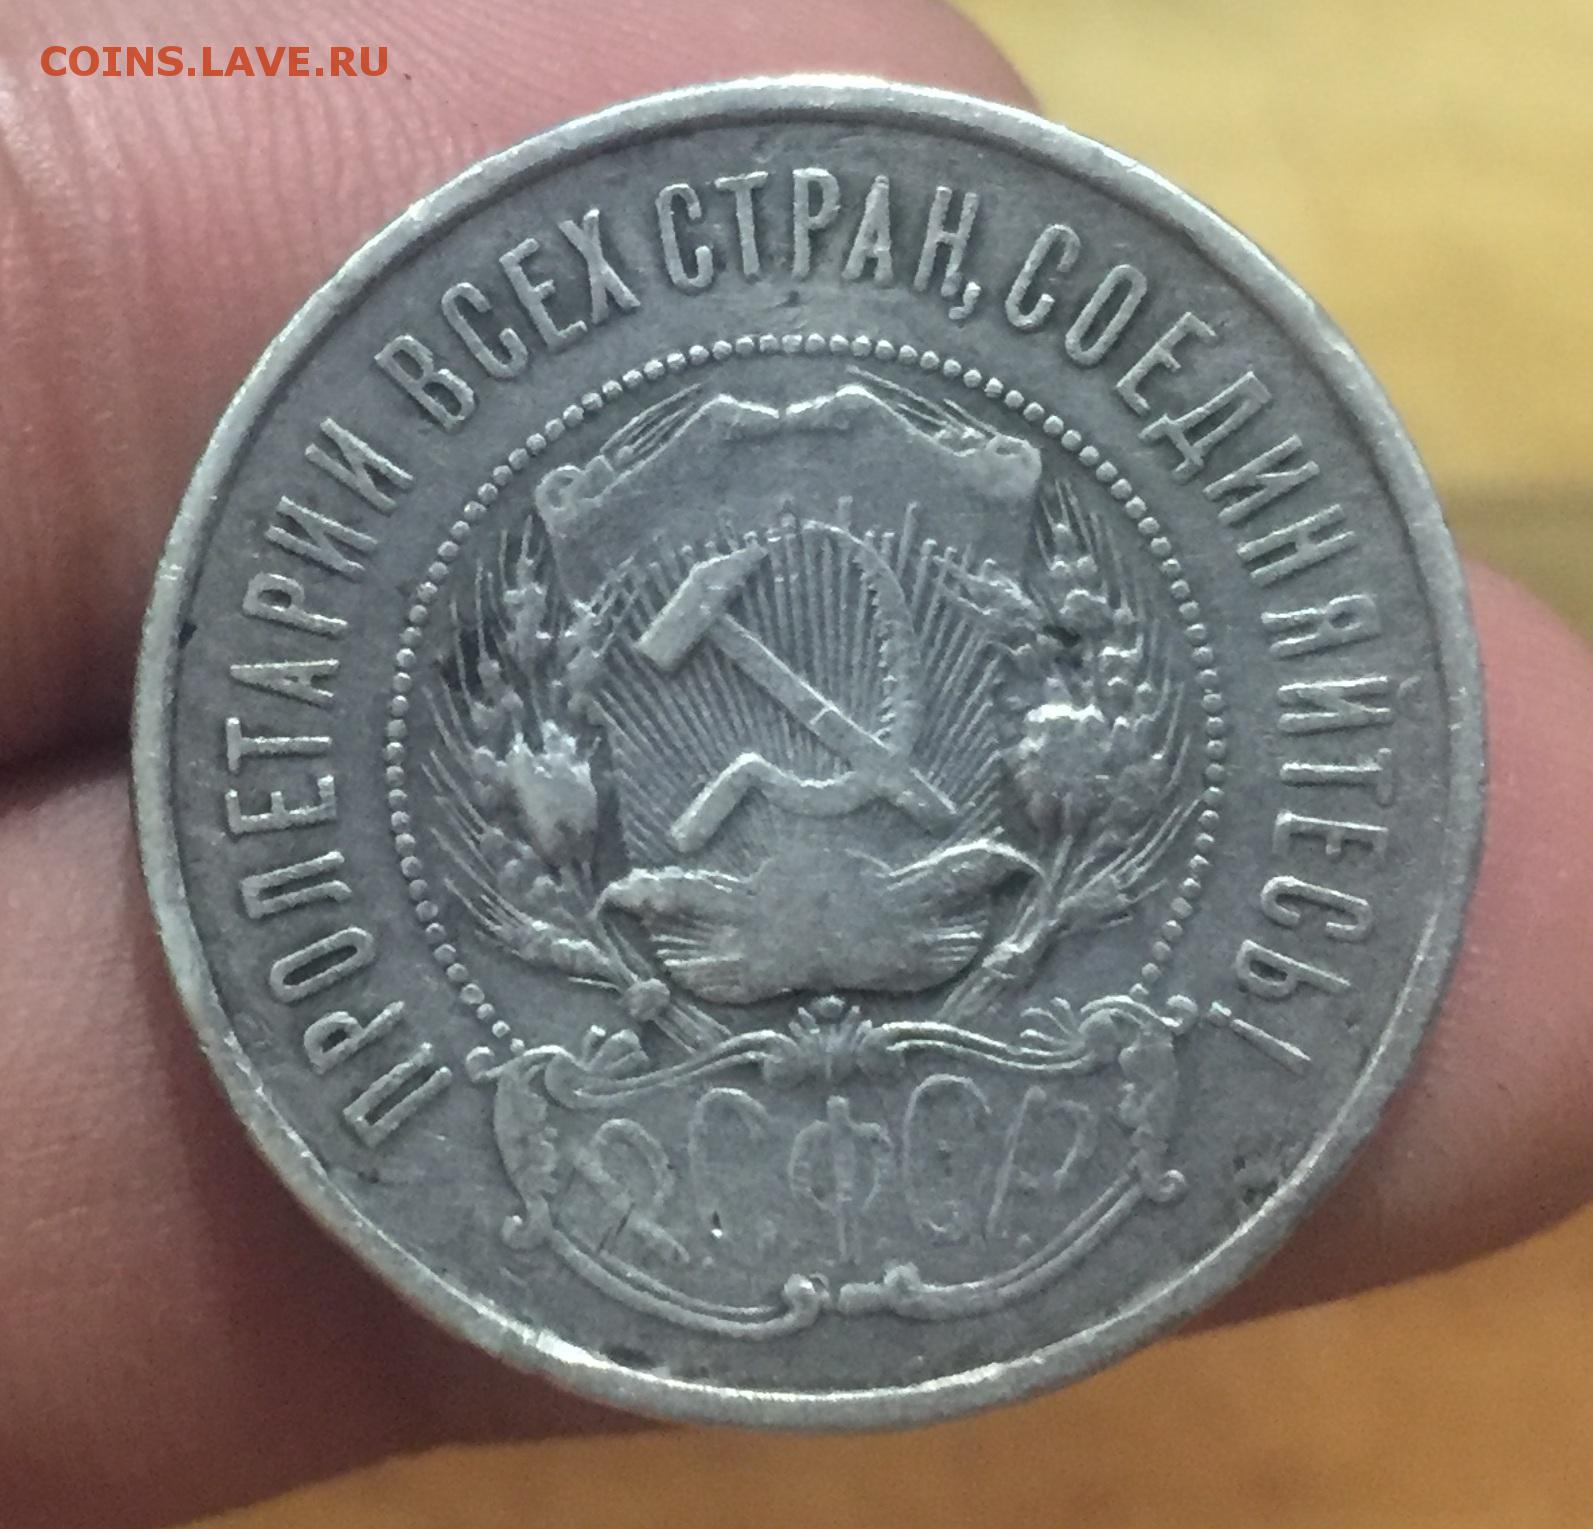 COINS.LAVE.RU
ПРОЛЕТАРИИ ВСЕХ СТРАН, СОЕДИНЯЙТЕСЬ!
Р.С.Ф.С.Р.